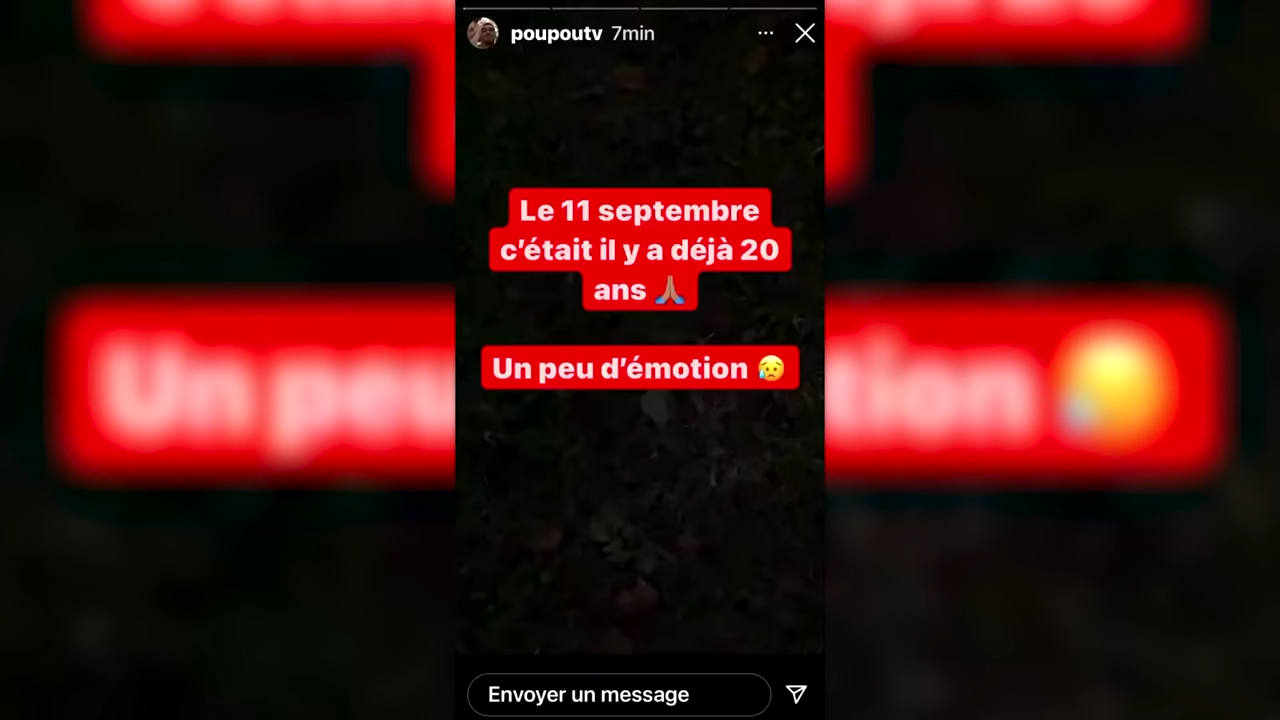 poupoutv 7min
Le 11 septembre
c’était il y a déjà 20
ans 🙏🏽
Un peu d’émotion 😥
Envoyer un message